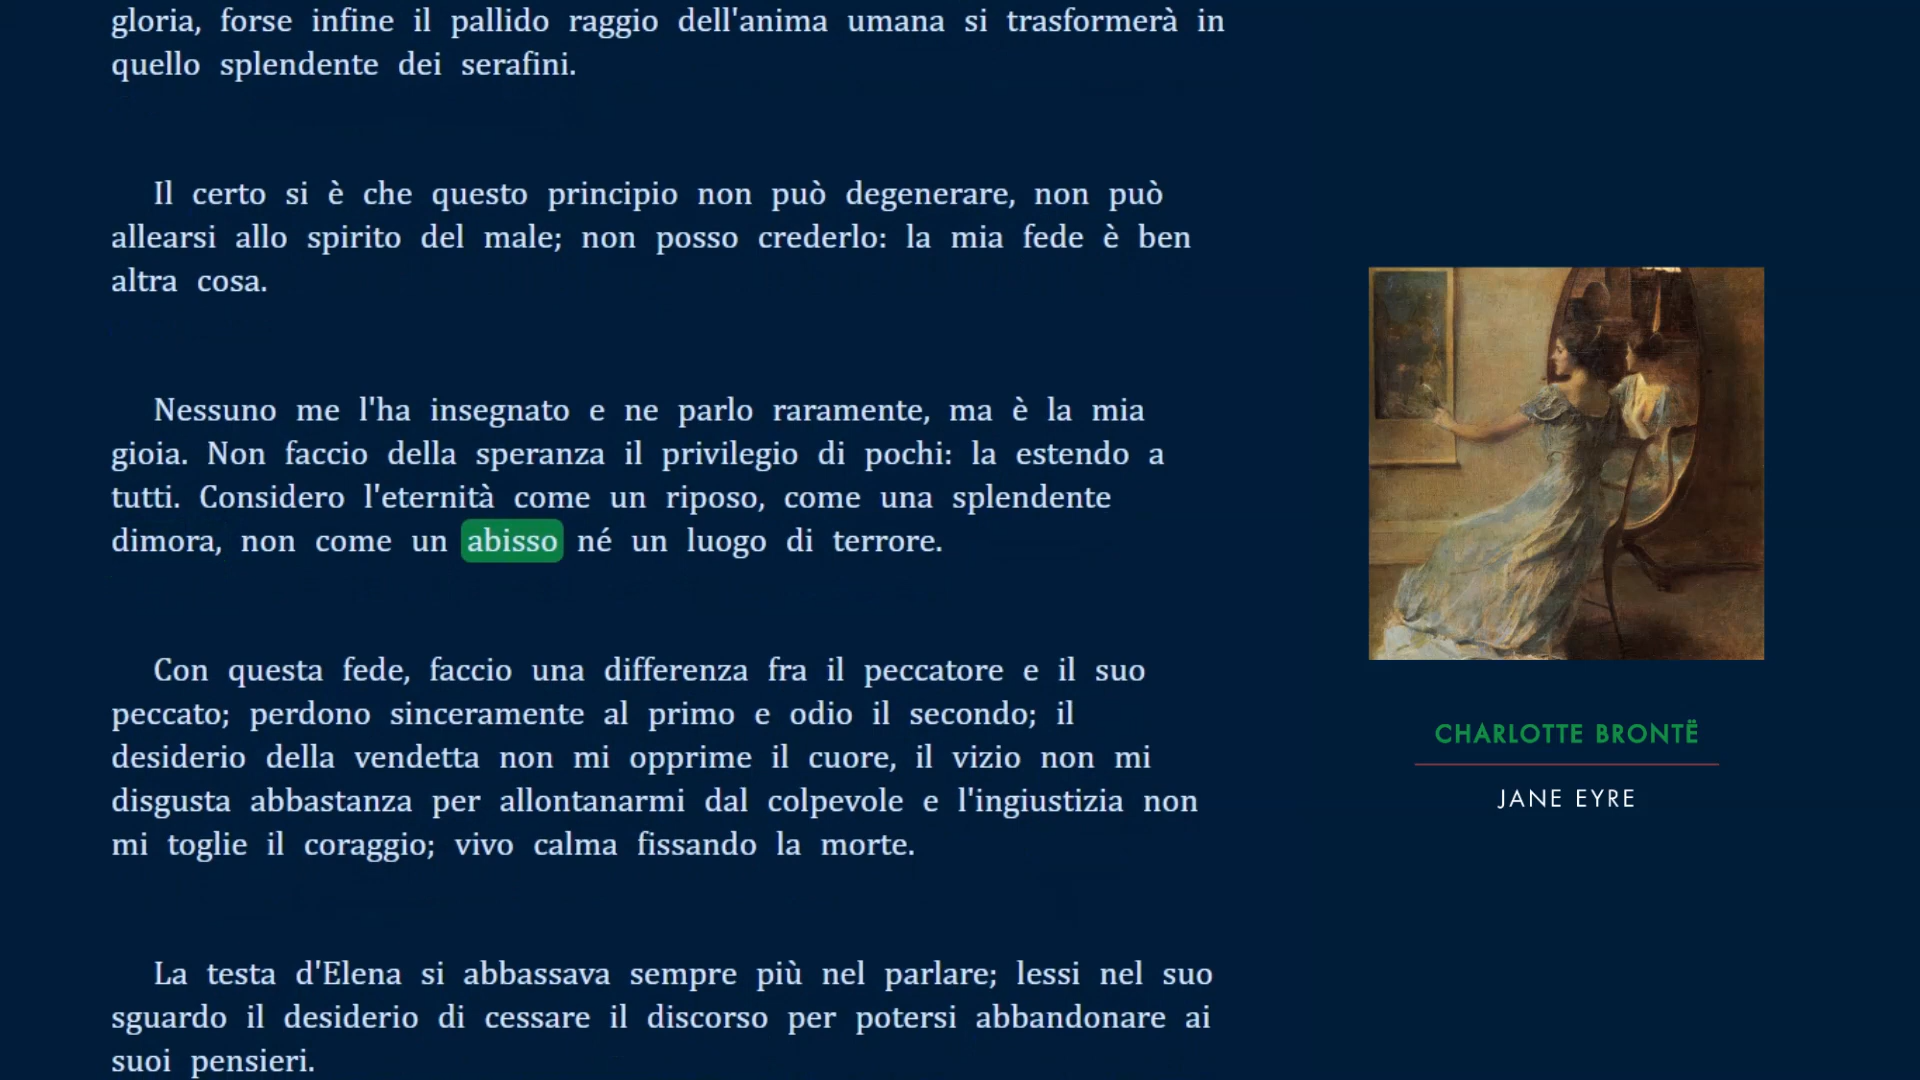 gloria, forse infine il pallido raggio dell'anima umana si trasformerà in
quello splendente dei serafini.
Il certo si è che questo principio non può degenerare, non può
allearsi allo spirito del male; non posso crederlo: la mia fede è ben
altra cosa.
Nessuno me l'ha insegnato e ne parlo raramente, ma è la mia
gioia. Non faccio della speranza il privilegio di pochi: la estendo a
tutti. Considero l'eternità come un riposo, come una splendente
dimora, non come un abisso né un luogo di terrore.
Con questa fede, faccio una differenza fra il peccatore e il suo
peccato; perdono sinceramente al primo e odio il secondo; il
desiderio della vendetta non mi opprime il cuore, il vizio non mi
disgusta abbastanza per allontanarmi dal colpevole e l'ingiustizia non
mi toglie il coraggio; vivo calma fissando la morte.
La testa d'Elena si abbassava sempre più nel parlare; lessi nel suo
sguardo il desiderio di cessare il discorso per potersi abbandonare ai
suoi pensieri.
CHARLOTTE BRONTË
JANE EYRE